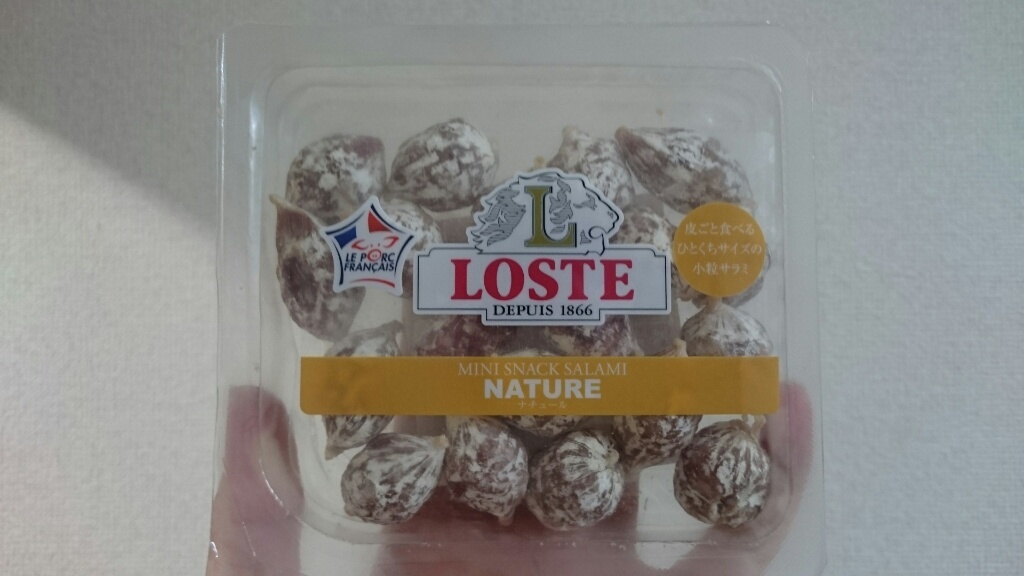 L
LOSTE
DEPUIS 1866
LE PORC
FRANÇAIS
皮ごと食べる
ひとくちサイズの
小粒サラミ
MINI SNACK SALAMI
NATURE
ナチュール